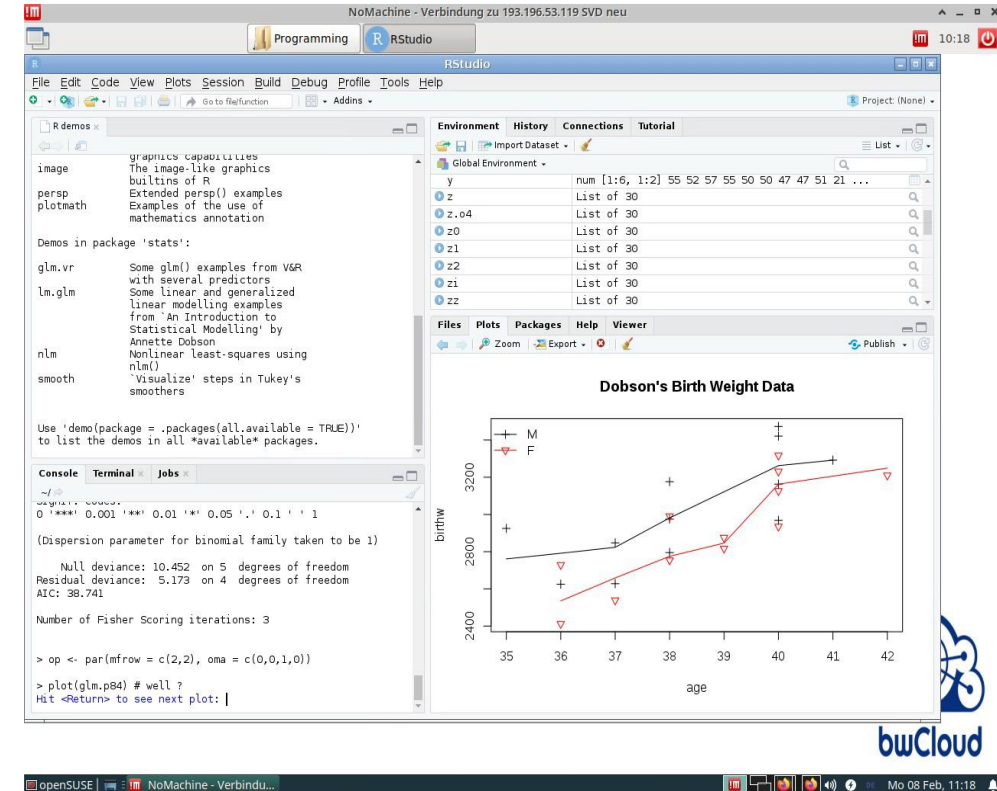 NoMachine - Verbindung zu 193.196.53.119 SVD neu
Programming
R RStudio
10:18
R
RStudio
File Edit Code View Plots Session Build Debug Profile Tools Help
Go to file/function
Addins
Project: (None)
R demos
graphics capabilities
image The image-like graphics
builtins of R
persp Extended persp() examples
plotmath Examples of the use of
mathematics annotation
Demos in package 'stats':
glm.vr Some glm() examples from V&R
with several predictors
lm.glm Some linear and generalized
linear modelling examples
from `An Introduction to
Statistical Modelling' by
Annette Dobson
nlm Nonlinear least-squares using
nlm()
smooth `Visualize' steps in Tukey's
smoothers
Use 'demo(package = .packages(all.available = TRUE))'
to list the demos in all *available* packages.
Console Terminal Jobs
~/
Signif. codes:
0 '***' 0.001 '**' 0.01 '*' 0.05 '.' 0.1 ' ' 1
(Dispersion parameter for binomial family taken to be 1)
Null deviance: 10.452 on 5 degrees of freedom
Residual deviance: 5.173 on 4 degrees of freedom
AIC: 38.741
Number of Fisher Scoring iterations: 3
> op <- par(mfrow = c(2,2), oma = c(0,0,1,0))
> plot(glm.p84) # well ?
Hit <Return> to see next plot:
Environment History Connections Tutorial
Import Dataset
List
Global Environment
y num [1:6, 1:2] 55 52 57 55 50 50 47 47 51 21 ...
z List of 30
z.o4 List of 30
z0 List of 30
z1 List of 30
z2 List of 30
zi List of 30
zz List of 30
Files Plots Packages Help Viewer
Zoom Export Publish
Dobson's Birth Weight Data
M
F
birthw
3200
2800
2400
35 36 37 38 39 40 41 42
age
bwCloud
openSUSE
NoMachine - Verbindu...
DE
Mo 08 Feb, 11:18